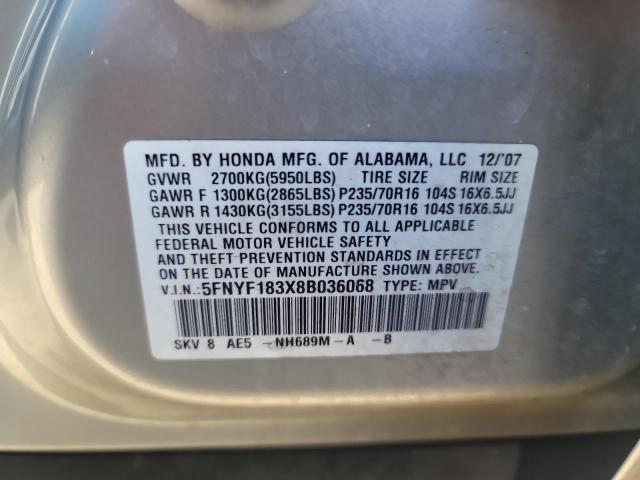 MFD. BY HONDA MFG. OF ALABAMA, LLC 12/'07
GVWR 2700KG(5950LBS) TIRE SIZE RIM SIZE
GAWR F 1300KG(2865LBS) P235/70R16 104S 16X6.5JJ
GAWR R 1430KG(3155LBS) P235/70R16 104S 16X6.5JJ
THIS VEHICLE CONFORMS TO ALL APPLICABLE
FEDERAL MOTOR VEHICLE SAFETY
AND THEFT PREVENTION STANDARDS IN EFFECT
ON THE DATE OF MANUFACTURE SHOWN ABOVE.
V.I.N.: 5FNYF183X8B036068 TYPE: MPV
SKV 8 AE5 -NH689M-A -B